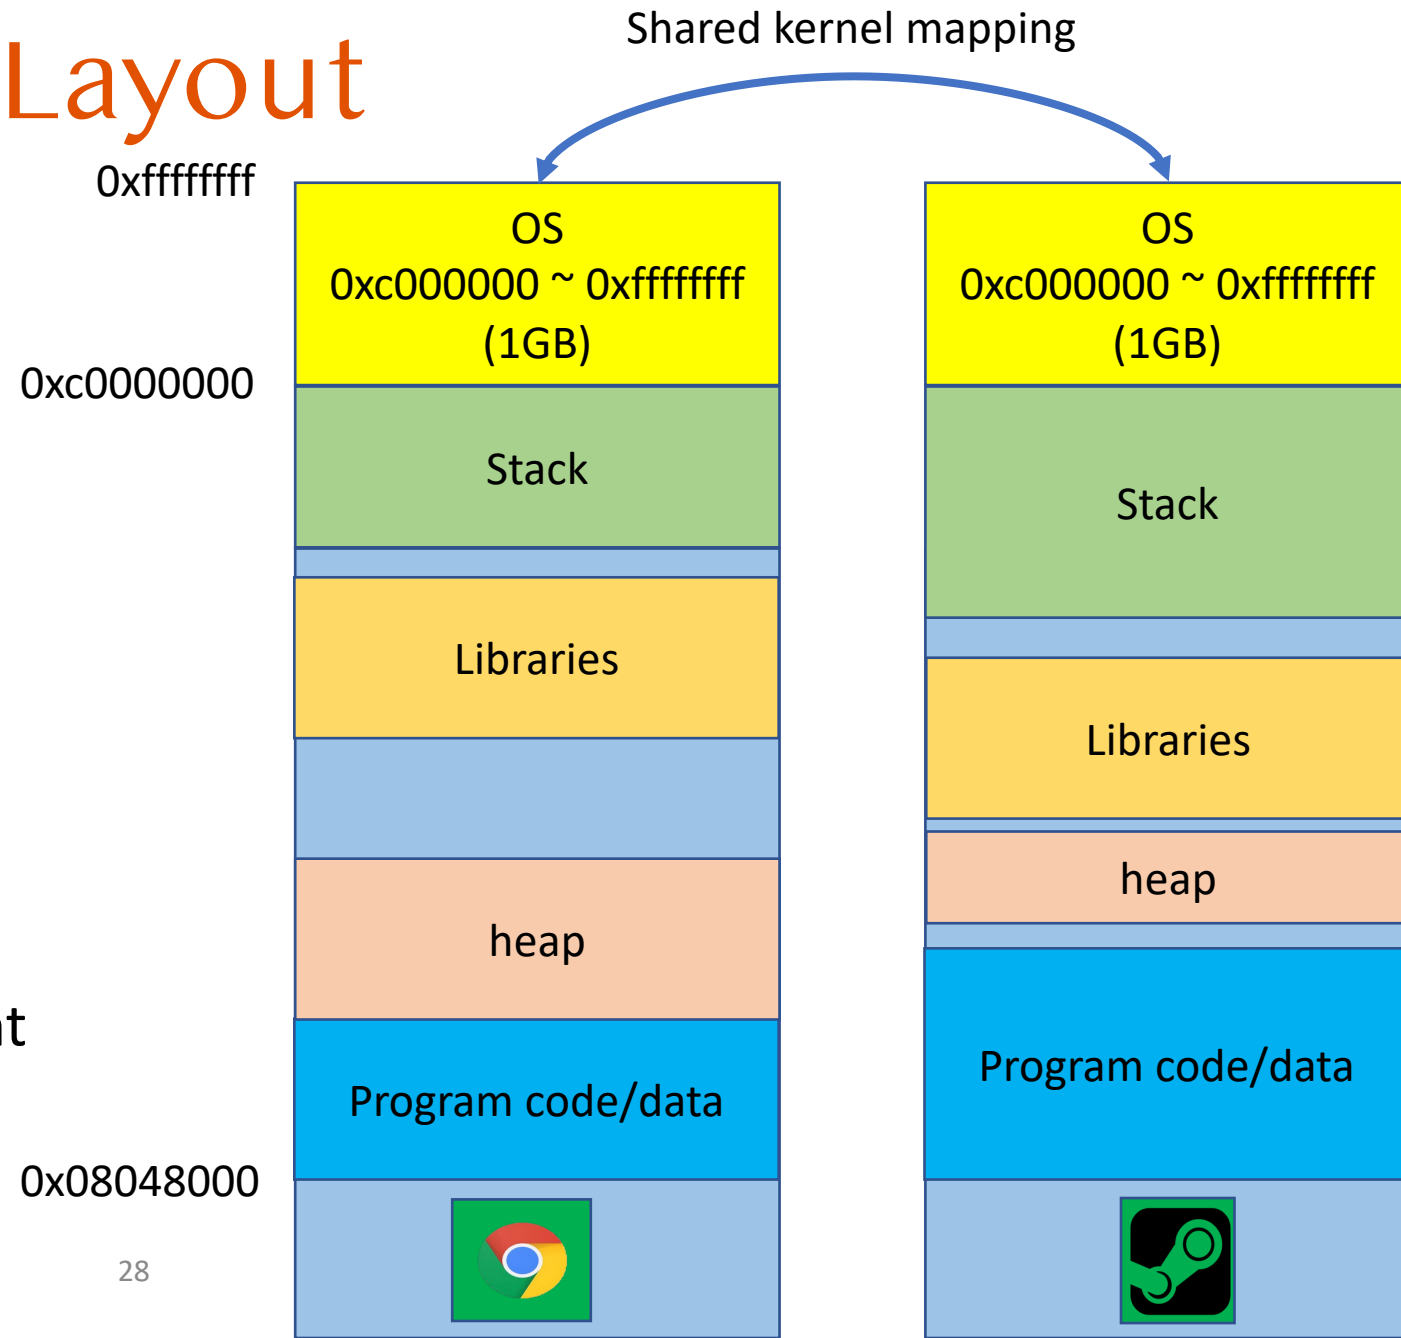 Layout
Shared kernel mapping
0xffffffff
OS
0xc000000 ~ 0xffffffff
(1GB)
0xc0000000
Stack
Libraries
heap
Program code/data
0x08048000
OS
0xc000000 ~ 0xffffffff
(1GB)
Stack
Libraries
heap
Program code/data
28